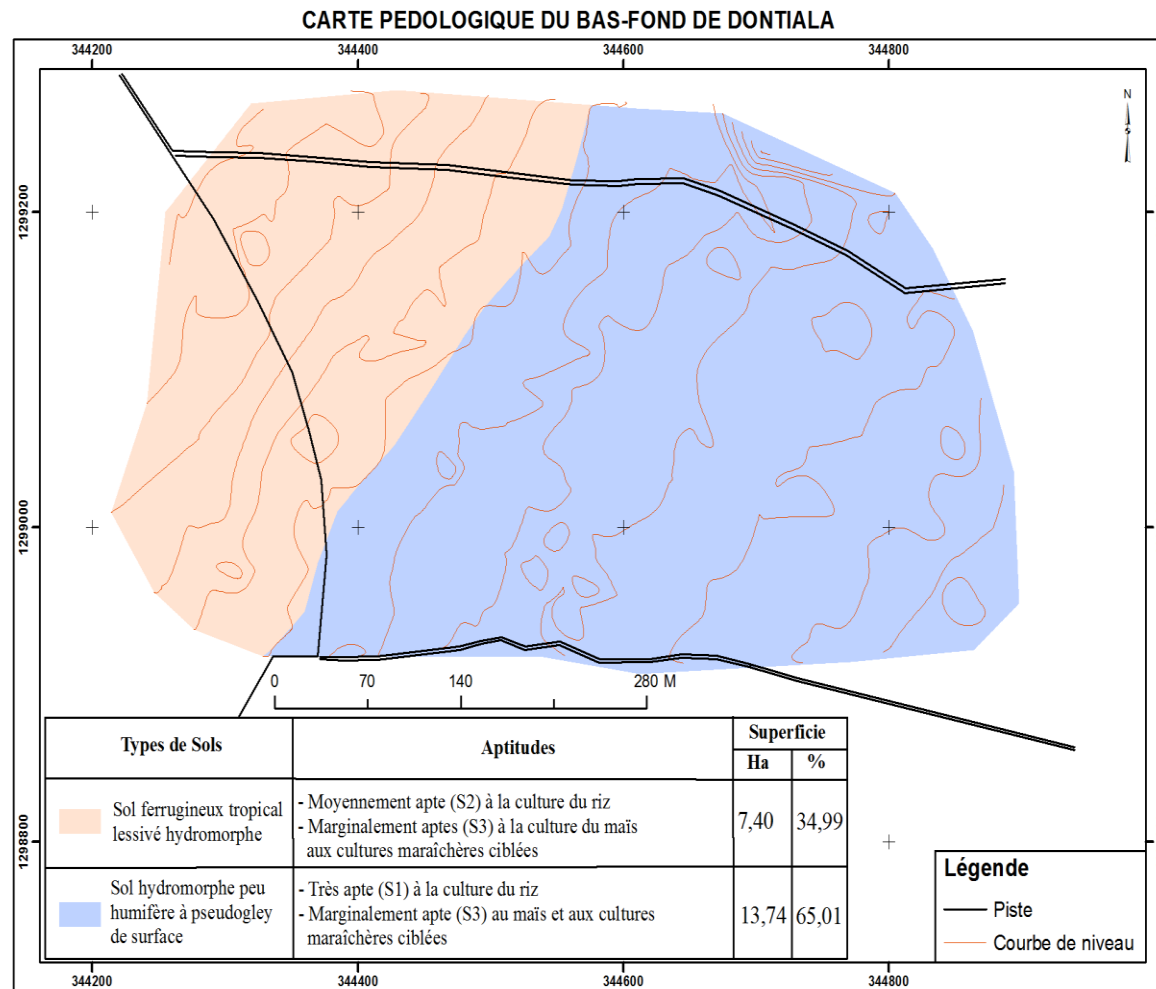 CARTE PEDOLOGIQUE DU BAS-FOND DE DONTIALA
344200 344400 344600 344800
N
1299200
1299000
1298800
0 70 140 280 M
Types de Sols
Aptitudes
Superficie
Ha
%
Sol ferrugineux tropical
lessivé hydromorphe
- Moyennement apte (S2) à la culture du riz
- Marginalement aptes (S3) à la culture du maïs
aux cultures maraîchères ciblées
7,40
34,99
Sol hydromorphe peu
humifère à pseudogley
de surface
- Très apte (S1) à la culture du riz
- Marginalement apte (S3) au maïs et aux cultures
maraîchères ciblées
13,74
65,01
Légende
Piste
Courbe de niveau
344200 344400 344600 344800